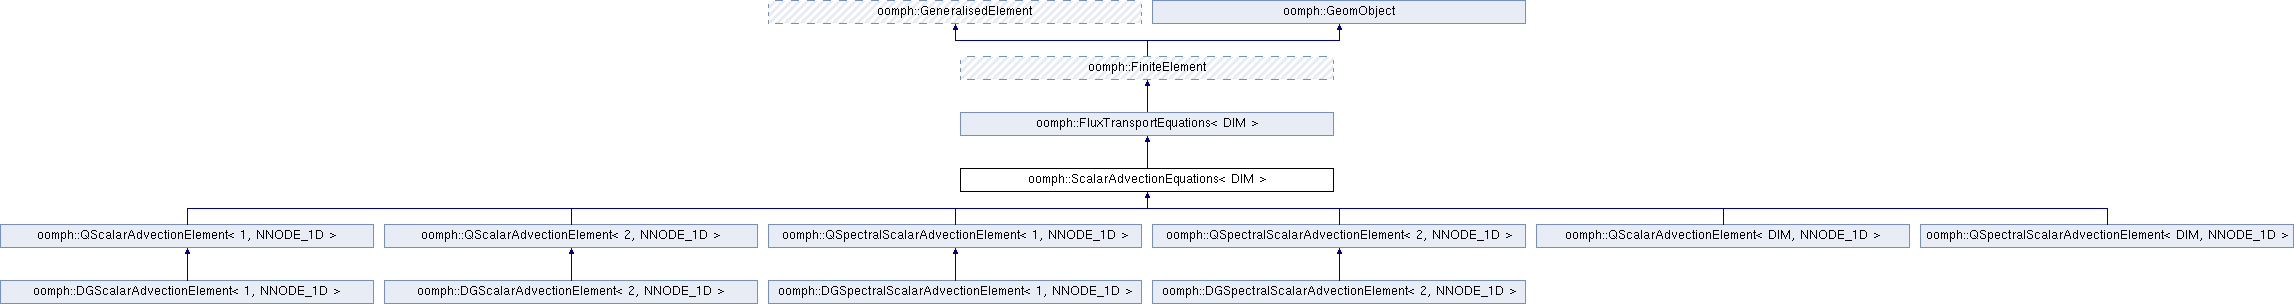 oomph::GeneralisedElement
oomph::GeomObject
oomph::FiniteElement
oomph::FluxTransportEquations< DIM >
oomph::ScalarAdvectionEquations< DIM >
oomph::QScalarAdvectionElement< 1, NNODE_1D >
oomph::QScalarAdvectionElement< 2, NNODE_1D >
oomph::QSpectralScalarAdvectionElement< 1, NNODE_1D >
oomph::QSpectralScalarAdvectionElement< 2, NNODE_1D >
oomph::QScalarAdvectionElement< DIM, NNODE_1D >
oomph::QSpectralScalarAdvectionElement< DIM, NNODE_1D >
oomph::DGScalarAdvectionElement< 1, NNODE_1D >
oomph::DGScalarAdvectionElement< 2, NNODE_1D >
oomph::DGSpectralScalarAdvectionElement< 1, NNODE_1D >
oomph::DGSpectralScalarAdvectionElement< 2, NNODE_1D >